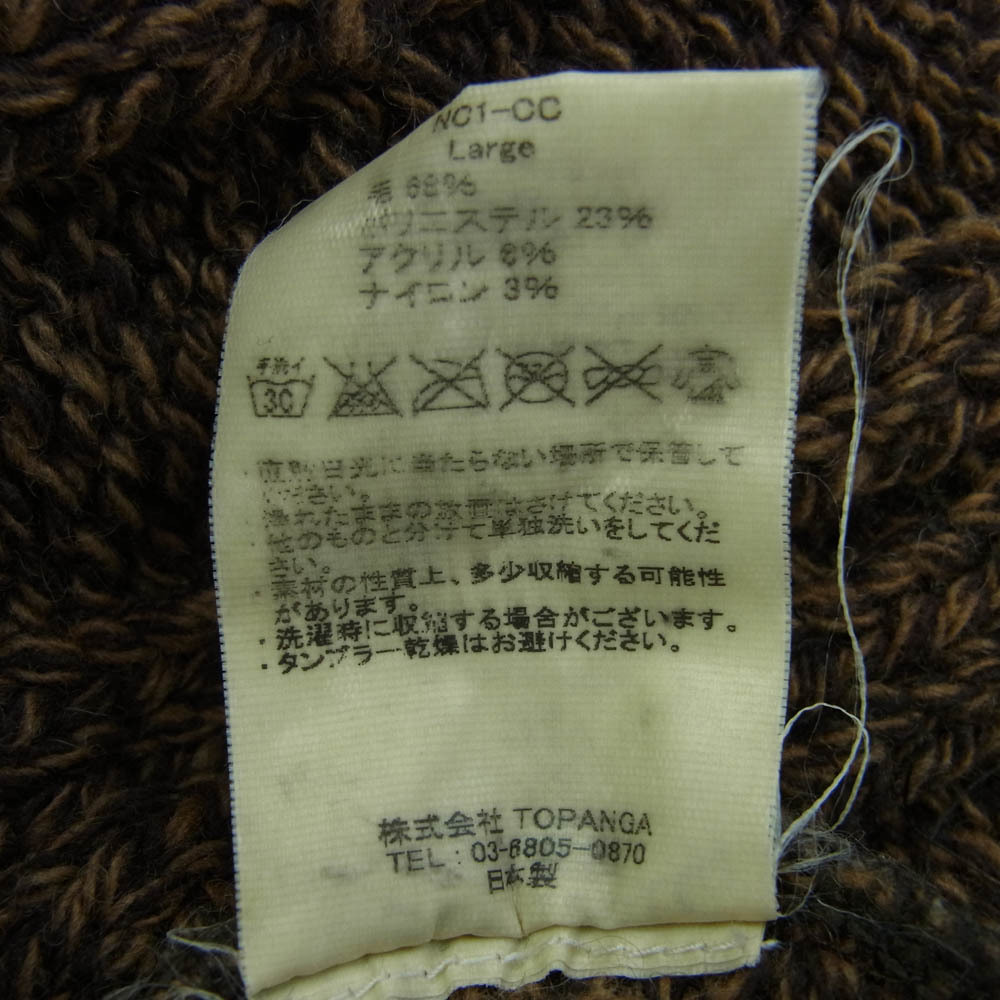 NC1-CC
Large
毛 68%
ポリエステル 23%
アクリル 6%
ナイロン 3%
手洗イ
30
直射日光に当たらない場所で保管して
ください。
濡れたままの放置はさけてください。
他のものと分けて単独洗いをしてくだ
さい。
・素材の性質上、多少収縮する可能性
があります。
・洗濯時に収縮する場合がございます。
・タンブラー乾燥はお避けください。
株式会社 TOPANGA
TEL : 03-6805-0870
日本製